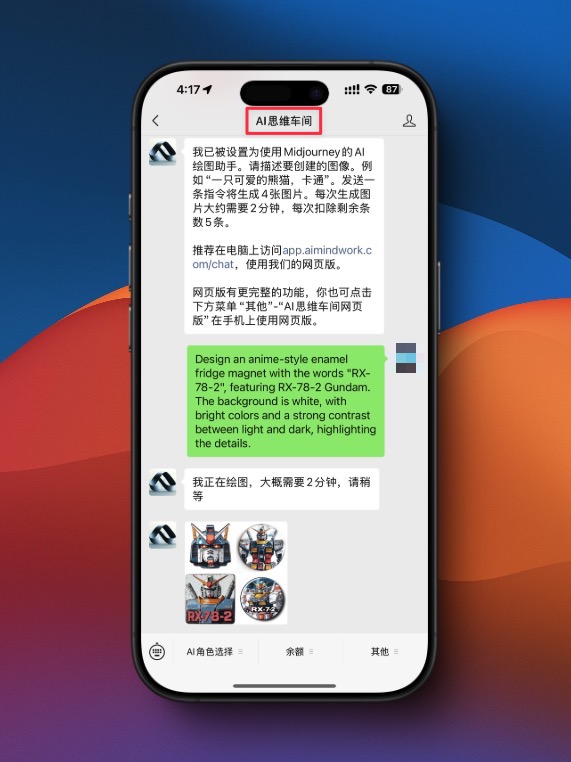 4:17
87
AI思维车间
我已被设置为使用Midjourney的AI
绘图助手。请描述要创建的图像。例
如“一只可爱的熊猫，卡通”。发送一
条指令将生成4张图片。每次生成图
片大约需要2分钟，每次扣除剩余条
数5条。
推荐在电脑上访问app.aimindwork.c
om/chat，使用我们的网页版。
网页版有更完整的功能，你也可点击
下方菜单“其他”-“AI思维车间网页
版”在手机上使用网页版。
Design an anime-style enamel
fridge magnet with the words "RX-
78-2", featuring RX-78-2 Gundam.
The background is white, with
bright colors and a strong contrast
between light and dark, highlighting
the details.
我正在绘图，大概需要2分钟，请稍
等
RX78-2
RX-7-2
AI角色选择
余额
其他